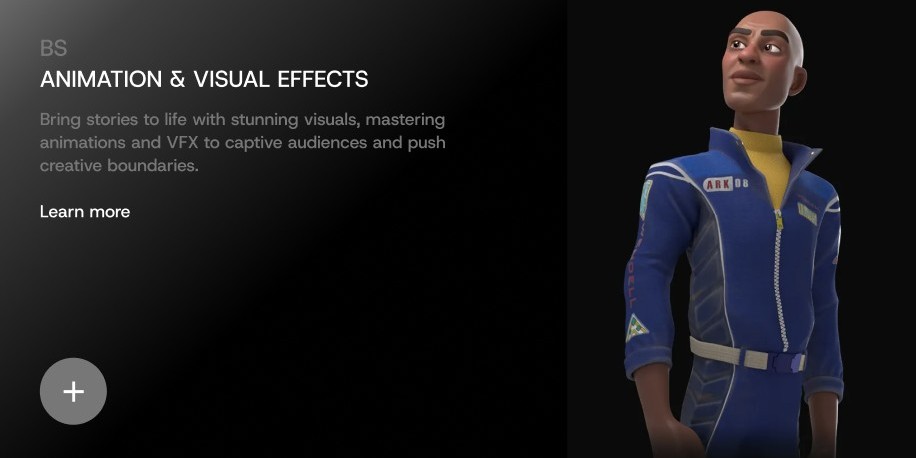 BS
ANIMATION & VISUAL EFFECTS
Bring stories to life with stunning visuals, mastering
animations and VFX to captive audiences and push
creative boundaries.
Learn more
ARK 08